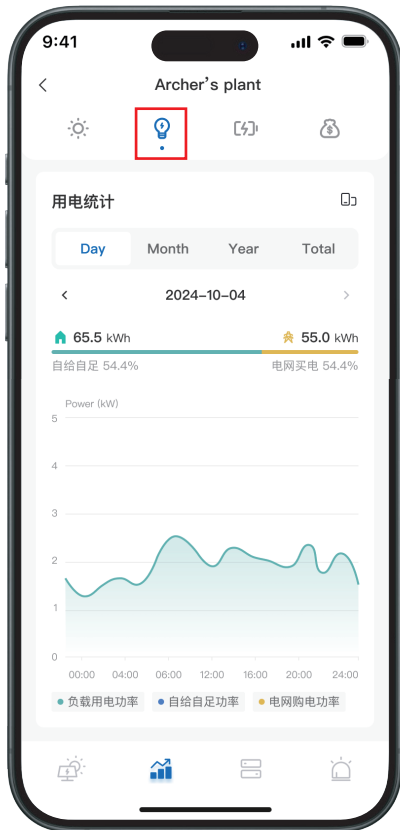 9:41
Archer's plant
用电统计
Day Month Year Total
2024-10-04
65.5 kWh 55.0 kWh
自给自足 54.4% 电网买电 54.4%
Power (kW)
5
4
3
2
1
0
00:00 04:00 06:00 12:00 16:00 20:00 24:00
负载用电功率 自给自足功率 电网购电功率